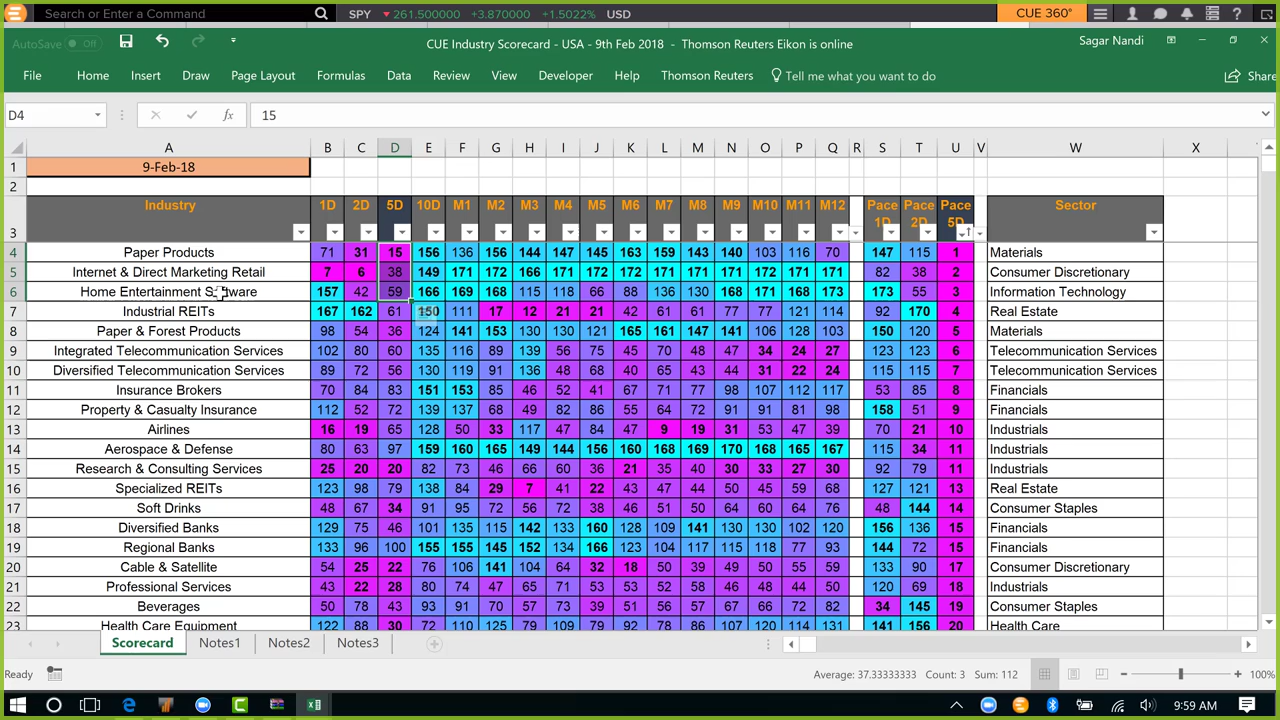 Search or Enter a Command SPY 261.500000 +3.870000 +1.5022% USD CUE 360°
AutoSave Off CUE Industry Scorecard - USA - 9th Feb 2018 - Thomson Reuters Eikon is online Sagar Nandi
File Home Insert Draw Page Layout Formulas Data Review View Developer Help Thomson Reuters Tell me what you want to do Share
D4 fx 15
A B C D E F G H I J K L M N O P Q R S T U V W X
1 9-Feb-18
2
3 Industry 1D 2D 5D 10D M1 M2 M3 M4 M5 M6 M7 M8 M9 M10 M11 M12 Pace 1D Pace 2D Pace 5D Sector
4 Paper Products 71 31 15 156 136 156 144 147 145 163 159 143 140 103 116 70 147 115 1 Materials
5 Internet & Direct Marketing Retail 7 6 38 149 171 172 166 171 172 171 172 171 171 172 171 171 82 38 2 Consumer Discretionary
6 Home Entertainment Software 157 42 59 166 169 168 115 118 66 88 136 130 168 171 168 173 173 55 3 Information Technology
7 Industrial REITs 167 162 61 150 111 17 12 21 21 42 61 61 77 77 121 114 92 170 4 Real Estate
8 Paper & Forest Products 98 54 36 124 141 153 130 130 121 165 161 147 141 106 128 103 150 120 5 Materials
9 Integrated Telecommunication Services 102 80 60 135 116 89 139 56 75 45 70 48 47 34 24 27 123 123 6 Telecommunication Services
10 Diversified Telecommunication Services 89 72 56 130 119 91 136 48 68 40 65 43 44 31 22 24 115 115 7 Telecommunication Services
11 Insurance Brokers 70 84 83 151 153 85 46 52 41 67 71 77 98 107 112 117 53 85 8 Financials
12 Property & Casualty Insurance 112 52 72 139 137 68 49 82 86 55 64 72 91 91 81 98 158 51 9 Financials
13 Airlines 16 19 65 28 50 33 117 47 84 47 9 19 31 53 47 39 70 21 10 Industrials
14 Aerospace & Defense 80 63 97 159 160 165 149 144 156 160 168 169 170 168 165 167 115 34 11 Industrials
15 Research & Consulting Services 25 20 20 82 73 46 66 60 36 21 35 40 30 33 27 30 92 79 11 Industrials
16 Specialized REITs 123 98 79 138 84 29 7 41 22 43 47 44 50 45 59 68 127 121 13 Real Estate
17 Soft Drinks 48 67 34 91 95 72 56 72 38 46 51 50 64 60 64 76 48 144 14 Consumer Staples
18 Diversified Banks 129 75 46 101 135 115 142 133 160 128 109 141 130 130 102 120 156 136 15 Financials
19 Regional Banks 133 96 100 155 155 145 152 134 166 123 104 117 115 118 77 93 144 72 15 Financials
20 Cable & Satellite 54 25 22 76 106 141 104 64 32 18 50 39 50 50 55 59 133 90 17 Consumer Discretionary
21 Professional Services 43 22 28 80 74 47 65 71 53 52 58 46 48 44 50 120 69 18 Industrials
22 Beverages 50 78 43 93 91 70 57 73 39 51 56 57 67 66 72 82 34 145 19 Consumer Staples
23 Health Care Equipment 122 88 30 72 110 109 128 54 79 57 78 86 107 120 114 131 141 156 20 Health Care
Scorecard Notes1 Notes2 Notes3
Ready Average: 37.33333333 Count: 3 Sum: 112 100%
9:59 AM